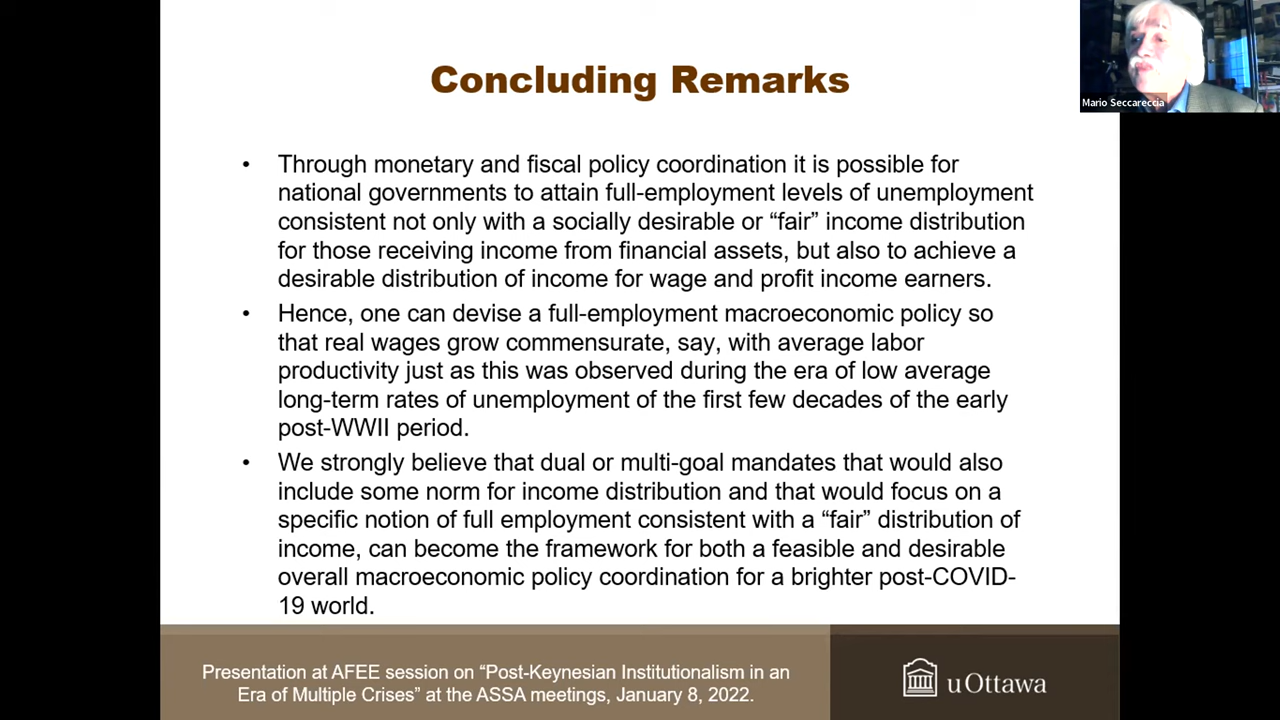 Concluding Remarks
Mario Seccareccia
• Through monetary and fiscal policy coordination it is possible for
national governments to attain full-employment levels of unemployment
consistent not only with a socially desirable or “fair” income distribution
for those receiving income from financial assets, but also to achieve a
desirable distribution of income for wage and profit income earners.
• Hence, one can devise a full-employment macroeconomic policy so
that real wages grow commensurate, say, with average labor
productivity just as this was observed during the era of low average
long-term rates of unemployment of the first few decades of the early
post-WWII period.
• We strongly believe that dual or multi-goal mandates that would also
include some norm for income distribution and that would focus on a
specific notion of full employment consistent with a “fair” distribution of
income, can become the framework for both a feasible and desirable
overall macroeconomic policy coordination for a brighter post-COVID-
19 world.
Presentation at AFEE session on “Post-Keynesian Institutionalism in an
Era of Multiple Crises” at the ASSA meetings, January 8, 2022.
uOttawa